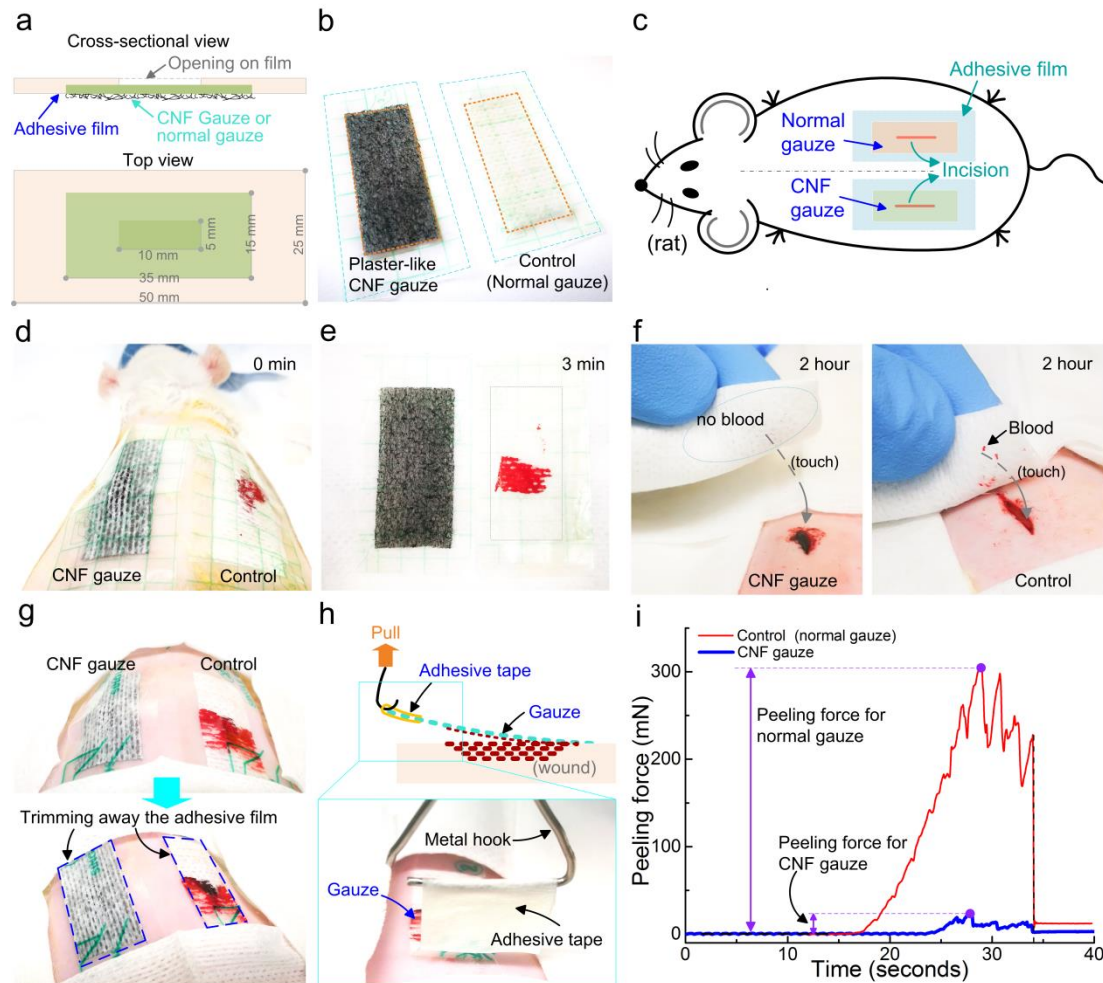 a
Cross-sectional view
Opening on film
Adhesive film
CNF Gauze or
normal gauze
Top view
10 mm
5 mm
15 mm
25 mm
35 mm
50 mm
b
Plaster-like
CNF gauze
Control
(Normal gauze)
c
Adhesive film
Normal
gauze
Incision
CNF
gauze
(rat)
d
0 min
CNF gauze
Control
e
3 min
f
2 hour
no blood
(touch)
CNF gauze
2 hour
Blood
(touch)
Control
g
CNF gauze
Control
Trimming away the adhesive film
h
Pull
Adhesive tape
Gauze
(wound)
Metal hook
Gauze
Adhesive tape
i
Control (normal gauze)
CNF gauze
Peeling force for
normal gauze
Peeling force for
CNF gauze
Peeling force (mN)
300
200
100
0
0 10 20 30 40
Time (seconds)